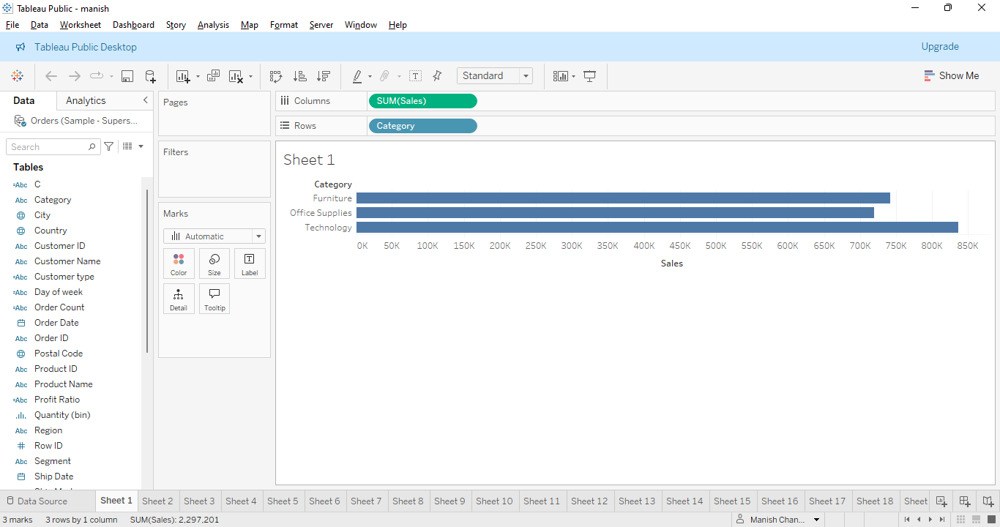 Tableau Public - manish
File Data Worksheet Dashboard Story Analysis Map Format Server Window Help
Tableau Public Desktop Upgrade
Standard Show Me
Data Analytics
Orders (Sample - Supers...
Search
Tables
=Abc C
Abc Category
City
Country
Abc Customer ID
Abc Customer Name
=Abc Customer type
=Abc Day of week
=Abc Order Count
Order Date
Abc Order ID
Postal Code
Abc Product ID
Abc Product Name
=Abc Profit Ratio
Quantity (bin)
Abc Region
# Row ID
Abc Segment
Ship Date
Pages
Filters
Marks
Automatic
Color Size Label
Detail Tooltip
Columns SUM(Sales)
Rows Category
Sheet 1
Category
Furniture
Office Supplies
Technology
0K 50K 100K 150K 200K 250K 300K 350K 400K 450K 500K 550K 600K 650K 700K 750K 800K 850K
Sales
Data Source Sheet 1 Sheet 2 Sheet 3 Sheet 4 Sheet 5 Sheet 6 Sheet 7 Sheet 8 Sheet 9 Sheet 10 Sheet 11 Sheet 12 Sheet 13 Sheet 14 Sheet 15 Sheet 16 Sheet 17 Sheet 18 Sheet
3 marks 3 rows by 1 column SUM(Sales): 2,297,201 Manish Chan...